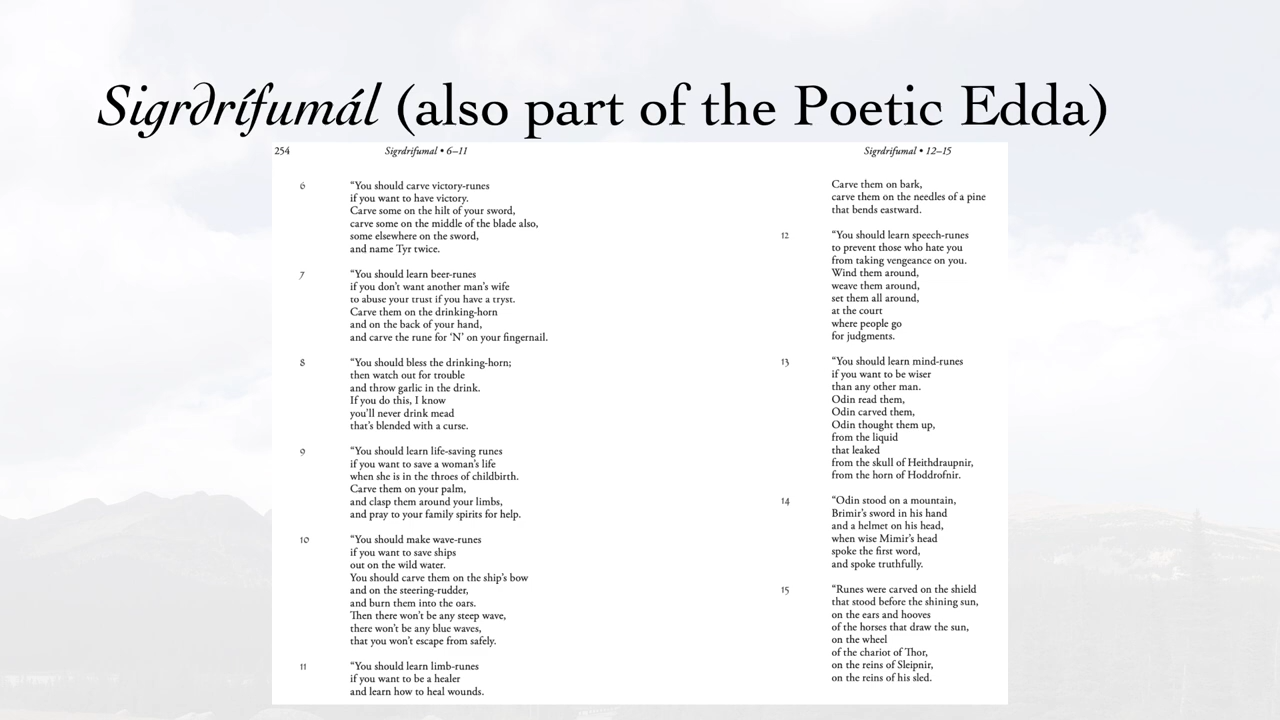 Sigrdrífumál (also part of the Poetic Edda)
254
Sigrdrifumal • 6–11
6
“You should carve victory-runes
if you want to have victory.
Carve some on the hilt of your sword,
carve some on the middle of the blade also,
some elsewhere on the sword,
and name Tyr twice.
7
“You should learn beer-runes
if you don’t want another man’s wife
to abuse your trust if you have a tryst.
Carve them on the drinking-horn
and on the back of your hand,
and carve the rune for ‘N’ on your fingernail.
8
“You should bless the drinking-horn;
then watch out for trouble
and throw garlic in the drink.
If you do this, I know
you’ll never drink mead
that’s blended with a curse.
9
“You should learn life-saving runes
if you want to save a woman’s life
when she is in the throes of childbirth.
Carve them on your palm,
and clasp them around your limbs,
and pray to your family spirits for help.
10
“You should make wave-runes
if you want to save ships
out on the wild water.
You should carve them on the ship’s bow
and on the steering-rudder,
and burn them into the oars.
Then there won’t be any steep wave,
there won’t be any blue waves,
that you won’t escape from safely.
11
“You should learn limb-runes
if you want to be a healer
and learn how to heal wounds.
Sigrdrifumal • 12–15
Carve them on bark,
carve them on the needles of a pine
that bends eastward.
12
“You should learn speech-runes
to prevent those who hate you
from taking vengeance on you.
Wind them around,
weave them around,
set them all around,
at the court
where people go
for judgments.
13
“You should learn mind-runes
if you want to be wiser
than any other man.
Odin read them,
Odin carved them,
Odin thought them up,
from the liquid
that leaked
from the skull of Heithdraupnir,
from the horn of Hoddrofnir.
14
“Odin stood on a mountain,
Brimir’s sword in his hand
and a helmet on his head,
when wise Mimir’s head
spoke the first word,
and spoke truthfully.
15
“Runes were carved on the shield
that stood before the shining sun,
on the ears and hooves
of the horses that draw the sun,
on the wheel
of the chariot of Thor,
on the reins of Sleipnir,
on the reins of his sled.